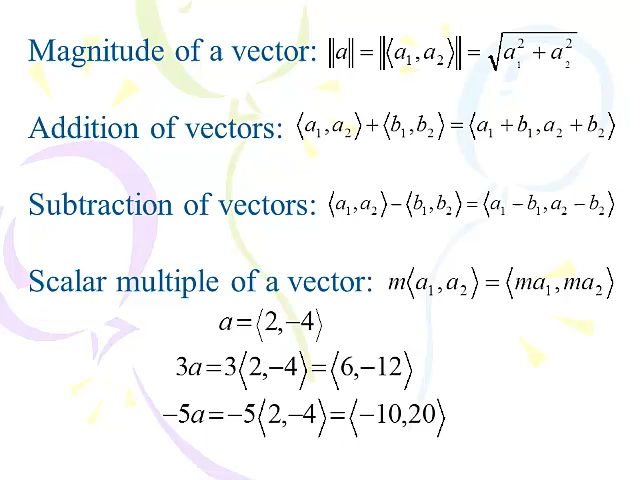 Magnitude of a vector: ‖a‖ = ‖⟨a₁, a₂⟩‖ = √(a₁² + a₂²)
Addition of vectors: ⟨a₁, a₂⟩ + ⟨b₁, b₂⟩ = ⟨a₁ + b₁, a₂ + b₂⟩
Subtraction of vectors: ⟨a₁, a₂⟩ − ⟨b₁, b₂⟩ = ⟨a₁ − b₁, a₂ − b₂⟩
Scalar multiple of a vector: m⟨a₁, a₂⟩ = ⟨ma₁, ma₂⟩
a = ⟨2, −4⟩
3a = 3⟨2, −4⟩ = ⟨6, −12⟩
−5a = −5⟨2, −4⟩ = ⟨−10, 20⟩